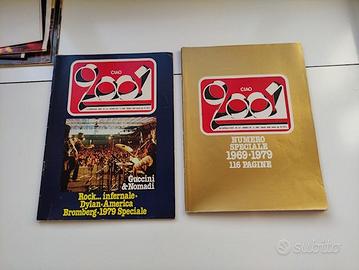 CIAO
2001
Guccini
& Nomadi
Rock... infernale•
Dylan•America
Bromberg•1979 Speciale
CIAO
2001
NUMERO
SPECIALE
1969•1979
116 PAGINE
subito